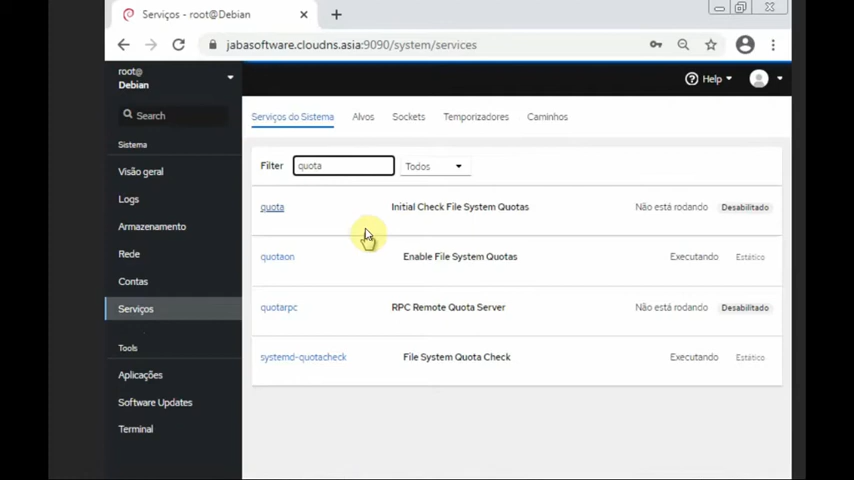 Serviços - root@Debian
jabasoftware.cloudns.asia:9090/system/services
root@
Debian
Help
Search
Sistema
Visão geral
Logs
Armazenamento
Rede
Contas
Serviços
Tools
Aplicações
Software Updates
Terminal
Serviços do Sistema Alvos Sockets Temporizadores Caminhos
Filter quota Todos
quota Initial Check File System Quotas Não está rodando Desabilitado
quotaon Enable File System Quotas Executando Estático
quotarpc RPC Remote Quota Server Não está rodando Desabilitado
systemd-quotacheck File System Quota Check Executando Estático